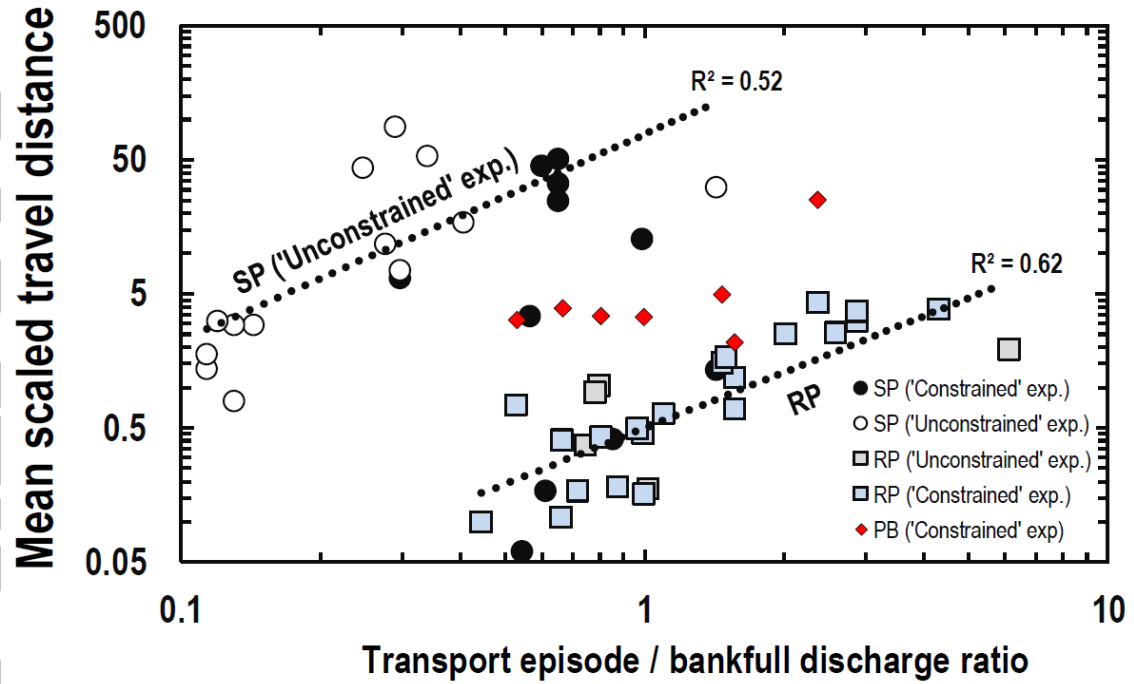 Mean scaled travel distance
500
50
5
0.5
0.05
R² = 0.52
SP ('Unconstrained' exp.)
R² = 0.62
RP
SP ('Constrained' exp.)
SP ('Unconstrained' exp.)
RP ('Unconstrained' exp.)
RP ('Constrained' exp.)
PB ('Constrained' exp)
0.1
1
10
Transport episode / bankfull discharge ratio